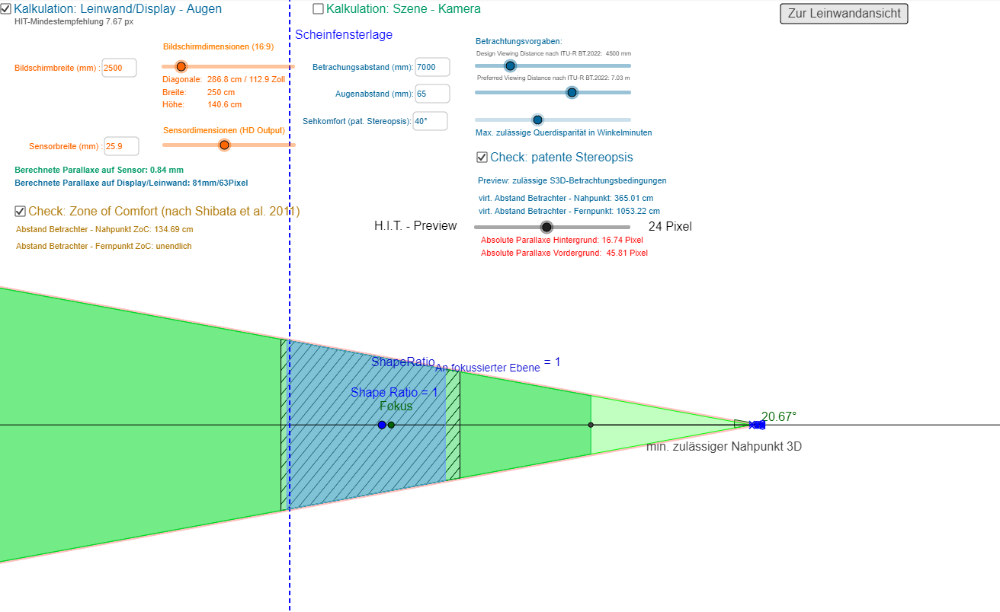 Kalkulation: Leinwand/Display - Augen
HIT-Mindestempfehlung 7.67 px
Kalkulation: Szene - Kamera
Zur Leinwandansicht
Scheinfensterlage
Bildschirmdimensionen (16:9)
Bildschirmbreite (mm) : 2500
Diagonale: 286.8 cm / 112.9 Zoll
Breite: 250 cm
Höhe: 140.6 cm
Sensordimensionen (HD Output)
Sensorbreite (mm) : 25.9
Berechnete Parallaxe auf Sensor: 0.84 mm
Berechnete Parallaxe auf Display/Leinwand: 81mm/63Pixel
Check: Zone of Comfort (nach Shibata et al. 2011)
Abstand Betrachter - Nahpunkt ZoC: 134.69 cm
Abstand Betrachter - Fernpunkt ZoC: unendlich
Betrachtungsvorgaben:
Design Viewing Distance nach ITU-R BT.2022: 4500 mm
Betrachungsabstand (mm): 7000
Preferred Viewing Distance nach ITU-R BT.2022: 7.03 m
Augenabstand (mm): 65
Sehkomfort (pat. Stereopsis): 40°
Max. zulässige Querdisparität in Winkelminuten
Check: patente Stereopsis
Preview: zulässige S3D-Betrachtungsbedingungen
virt. Abstand Betrachter - Nahpunkt: 365.01 cm
virt. Abstand Betrachter - Fernpunkt: 1053.22 cm
H.I.T. - Preview
24 Pixel
Absolute Parallaxe Hintergrund: 16.74 Pixel
Absolute Parallaxe Vordergrund: 45.81 Pixel
ShapeRatio An fokussierter Ebene = 1
Shape Ratio = 1
Fokus
20.67°
min. zulässiger Nahpunkt 3D